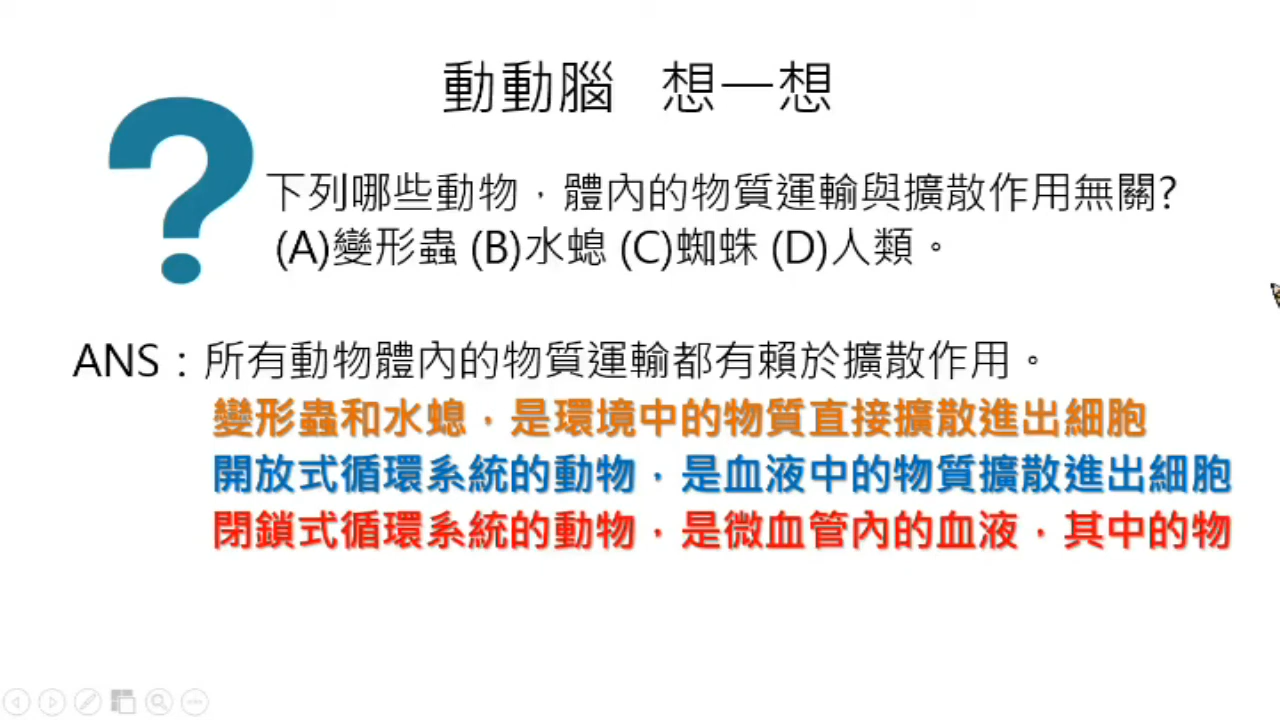 動動腦 想一想
下列哪些動物，體內的物質運輸與擴散作用無關?
(A)變形蟲 (B)水螅 (C)蜘蛛 (D)人類。
ANS：所有動物體內的物質運輸都有賴於擴散作用。
變形蟲和水螅，是環境中的物質直接擴散進出細胞
開放式循環系統的動物，是血液中的物質擴散進出細胞
閉鎖式循環系統的動物，是微血管內的血液，其中的物